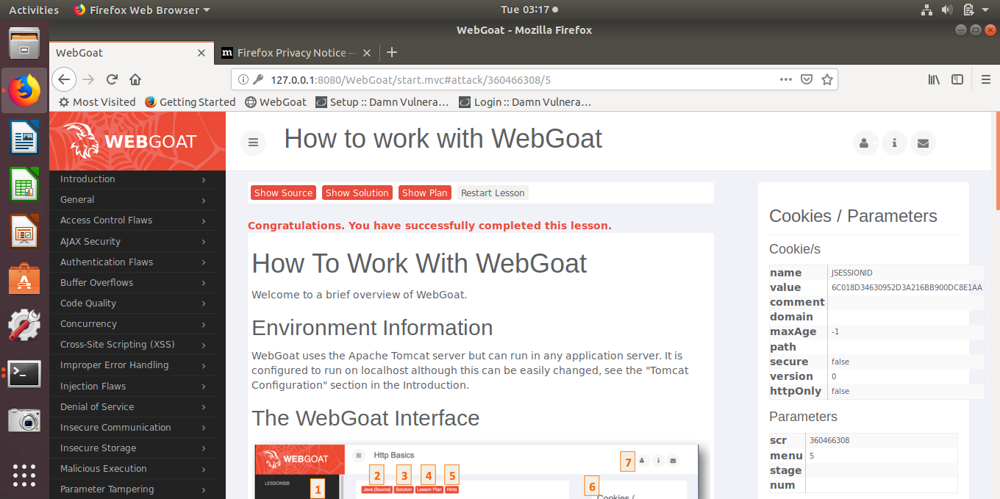 Activities Firefox Web Browser Tue 03:17
WebGoat - Mozilla Firefox
WebGoat Firefox Privacy Notice —
127.0.0.1:8080/WebGoat/start.mvc#attack/360466308/5
Most Visited Getting Started WebGoat Setup :: Damn Vulnera… Login :: Damn Vulnera…
WEBGOAT
How to work with WebGoat
Introduction
General
Access Control Flaws
AJAX Security
Authentication Flaws
Buffer Overflows
Code Quality
Concurrency
Cross-Site Scripting (XSS)
Improper Error Handling
Injection Flaws
Denial of Service
Insecure Communication
Insecure Storage
Malicious Execution
Parameter Tampering
Show Source Show Solution Show Plan Restart Lesson
Congratulations. You have successfully completed this lesson.
How To Work With WebGoat
Welcome to a brief overview of WebGoat.
Environment Information
WebGoat uses the Apache Tomcat server but can run in any application server. It is
configured to run on localhost although this can be easily changed, see the "Tomcat
Configuration" section in the Introduction.
The WebGoat Interface
WEBGOAT
Http Basics
7
2 3 4 5
LESSONS
1
Java [Source] Solution Lesson Plan Hints
6
Cookies /
Cookies / Parameters
Cookie/s
name JSESSIONID
value 6C018D34630952D3A216BB900DC8E1AA
comment
domain
maxAge -1
path
secure false
version 0
httpOnly false
Parameters
scr 360466308
menu 5
stage
num